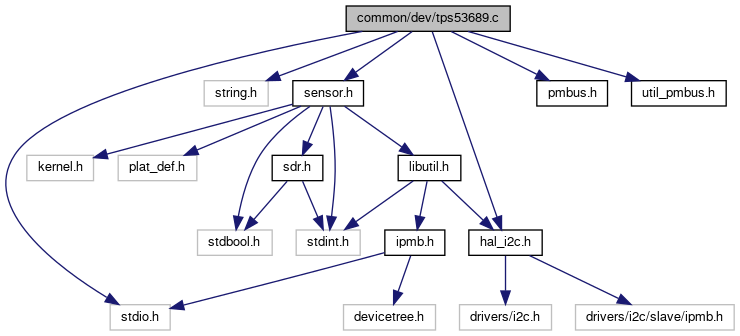 common/dev/tps53689.c
string.h
sensor.h
pmbus.h
util_pmbus.h
kernel.h
plat_def.h
sdr.h
libutil.h
stdbool.h
stdint.h
ipmb.h
hal_i2c.h
stdio.h
devicetree.h
drivers/i2c.h
drivers/i2c/slave/ipmb.h